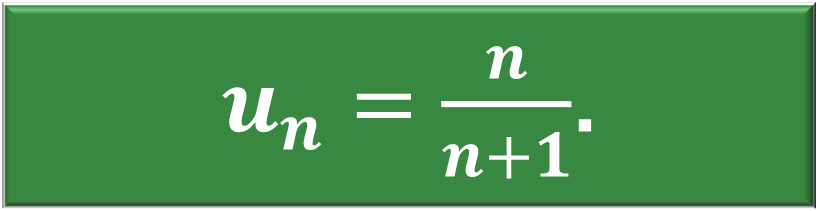 uₙ = n/(n+1).